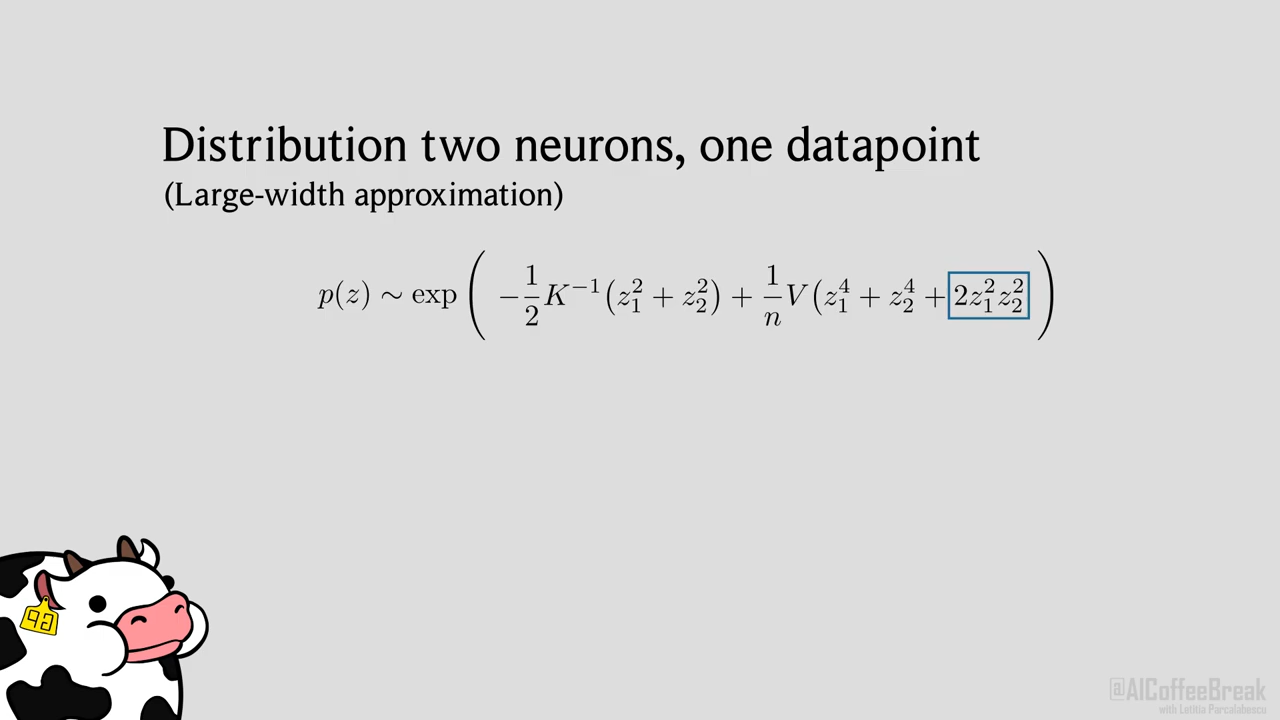 Distribution two neurons, one datapoint
(Large-width approximation)
p(z) ∼ exp ( −1/2 K⁻¹(z₁² + z₂²) + 1/n V(z₁⁴ + z₂⁴ + 2z₁²z₂² )
@AICoffeeBreak
with Letitia Parcalabescu